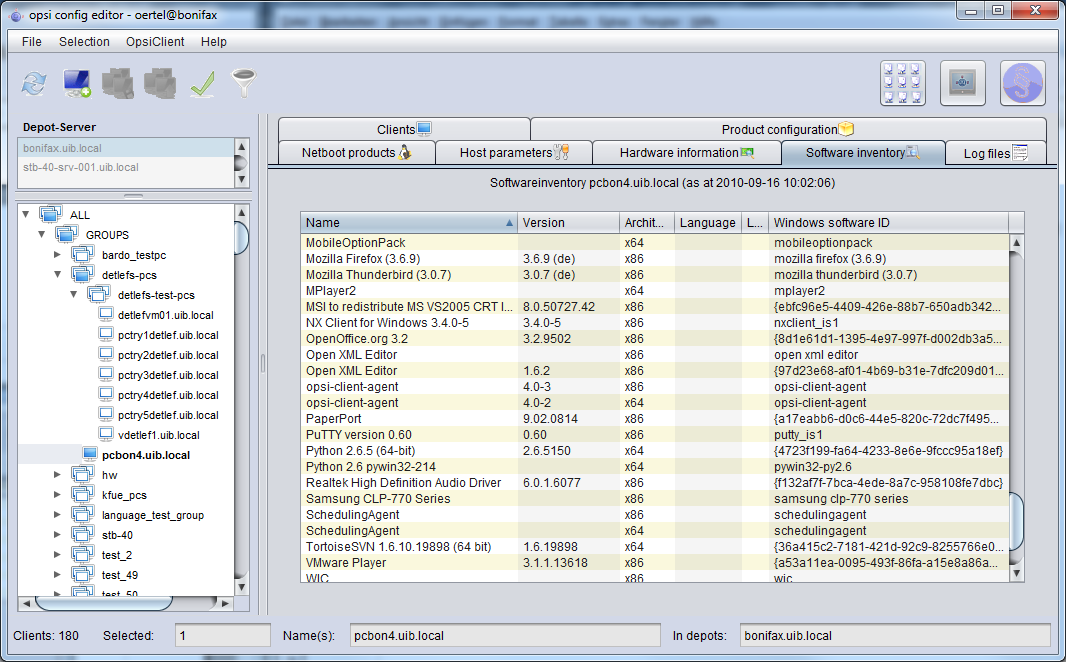 opsi config editor - oertel@bonifax
File Selection OpsiClient Help
Depot-Server
bonifax.uib.local
stb-40-srv-001.uib.local
ALL
GROUPS
bardo_testpc
detlefs-pcs
detlefs-test-pcs
detlefvm01.uib.local
pctry1detlef.uib.local
pctry2detlef.uib.local
pctry3detlef.uib.local
pctry4detlef.uib.local
pctry5detlef.uib.local
vdetlef1.uib.local
pcbon4.uib.local
hw
kfue_pcs
language_test_group
stb-40
test_2
test_49
test_50
Clients Product configuration
Netboot products Host parameters Hardware information Software inventory Log files
Softwareinventory pcbon4.uib.local (as at 2010-09-16 10:02:06)
Name Version Archit... Language L... Windows software ID
MobileOptionPack x64 mobileoptionpack
Mozilla Firefox (3.6.9) 3.6.9 (de) x86 mozilla firefox (3.6.9)
Mozilla Thunderbird (3.0.7) 3.0.7 (de) x86 mozilla thunderbird (3.0.7)
MPlayer2 x64 mplayer2
MSI to redistribute MS VS2005 CRT l... 8.0.50727.42 x86 {ebfc96e5-4409-426e-88b7-650adb342...
NX Client for Windows 3.4.0-5 3.4.0-5 x86 nxclient_is1
OpenOffice.org 3.2 3.2.9502 x86 {8d1e61d1-1395-4e97-997f-d002db3a5...
Open XML Editor x86 open xml editor
Open XML Editor 1.6.2 x86 {97d23e68-af01-4b69-b31e-7dfc209d01...
opsi-client-agent 4.0-3 x86 opsi-client-agent
opsi-client-agent 4.0-2 x64 opsi-client-agent
PaperPort 9.02.0814 x86 {a17eabb6-d0c6-44e5-820c-72dc7f495...
PuTTY version 0.60 0.60 x86 putty_is1
Python 2.6.5 (64-bit) 2.6.5150 x64 {4723f199-fa64-4233-8e6e-9fccc95a18ef}
Python 2.6 pywin32-214 x64 pywin32-py2.6
Realtek High Definition Audio Driver 6.0.1.6077 x86 {f132af7f-7bca-4ede-8a7c-958108fe7dbc}
Samsung CLP-770 Series x86 samsung clp-770 series
SchedulingAgent x86 schedulingagent
SchedulingAgent x64 schedulingagent
TortoiseSVN 1.6.10.19898 (64 bit) 1.6.19898 x64 {36a415c2-7181-421d-92c9-8255766e0...
VMware Player 3.1.1.13618 x86 {a53a11ea-0095-493f-86fa-a15e8a86a...
WIC x86 wic
Clients: 180 Selected: 1 Name(s): pcbon4.uib.local In depots: bonifax.uib.local